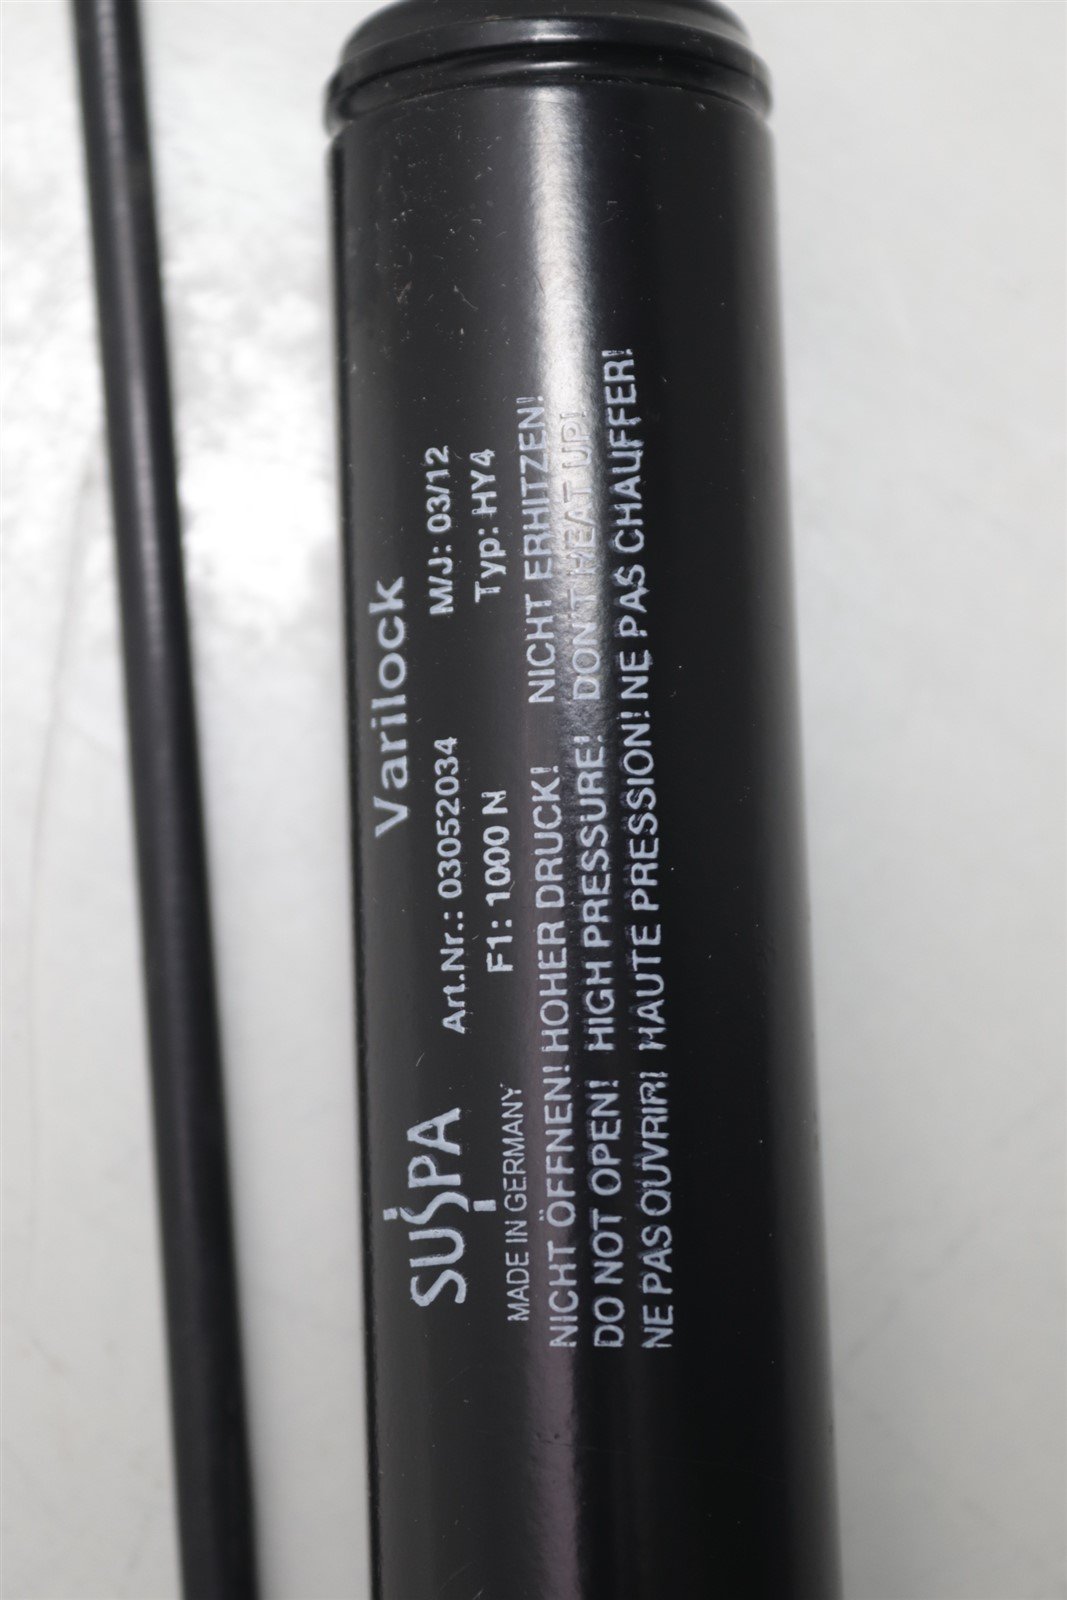 Varilock
SUSPA Art.Nr.: 03052034 M/J: 03/12
MADE IN GERMANY F1: 1000 N Typ: HY4
NICHT ÖFFNEN! HOHER DRUCK! NICHT ERHITZEN!
DO NOT OPEN! HIGH PRESSURE! DON'T HEAT UP!
NE PAS OUVRIR! HAUTE PRESSION! NE PAS CHAUFFER!